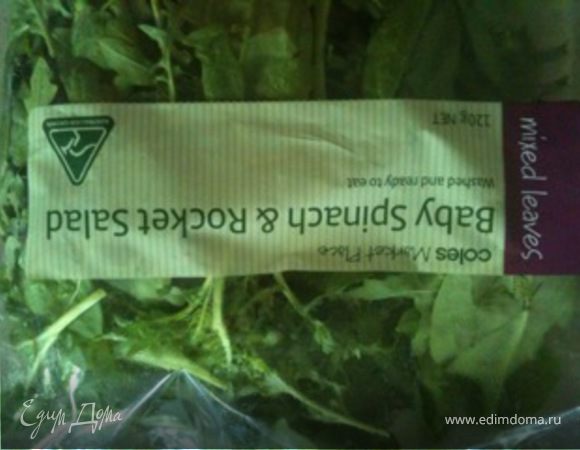 coles Market Place
Baby Spinach & Rocket Salad
Washed and ready to eat
120g NET
mixed leaves
Едим Дома
www.edimdoma.ru